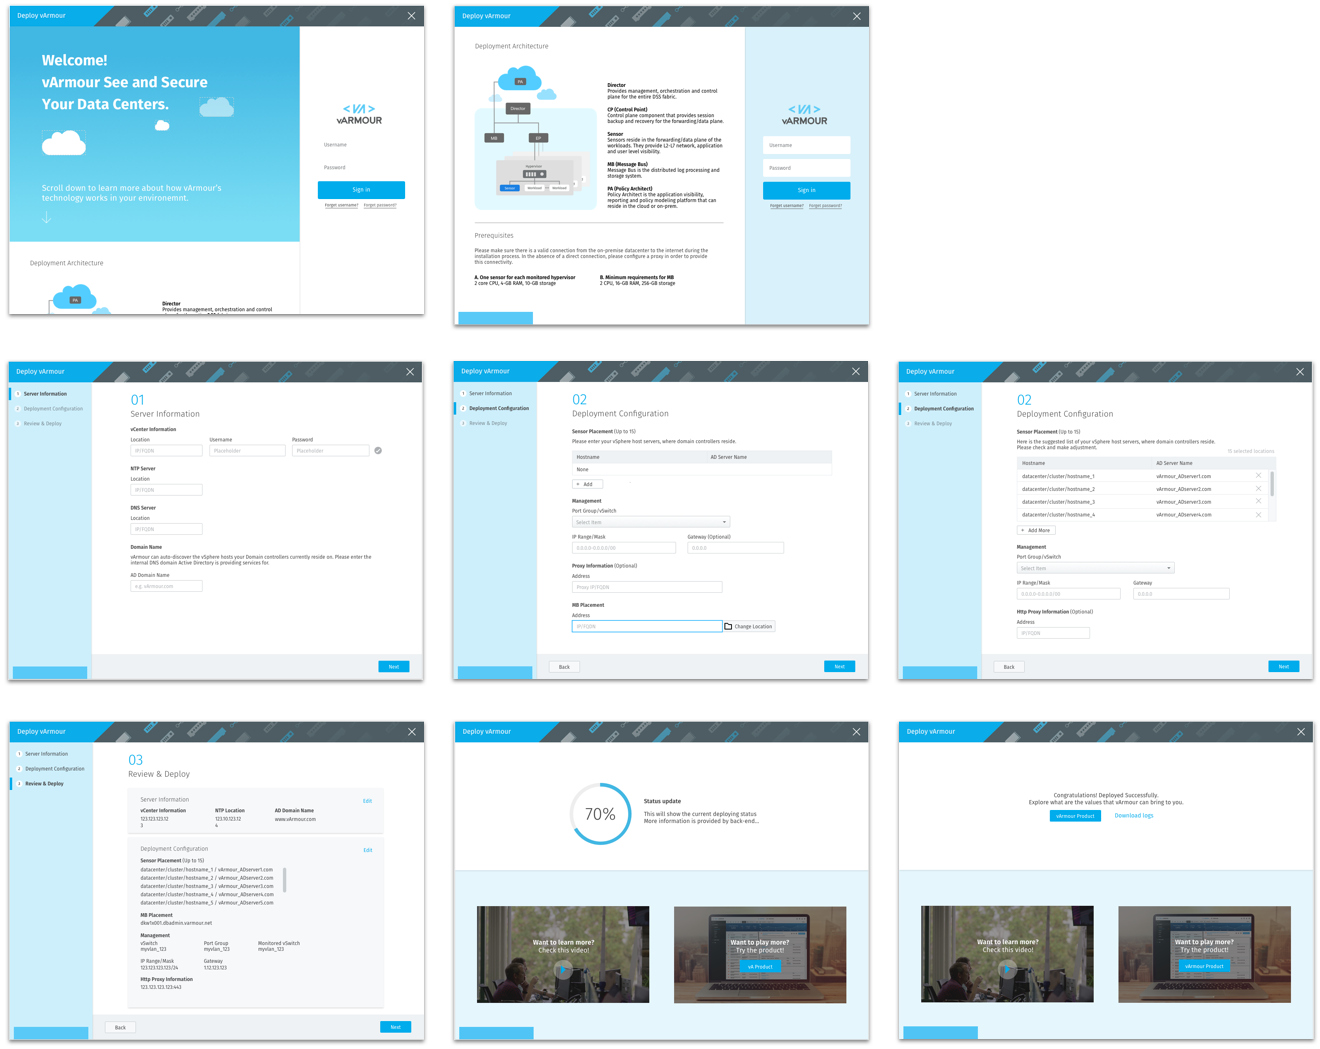 Deploy vArmour
Welcome!
vArmour See and Secure
Your Data Centers.
Scroll down to learn more about how vArmour's
technology works in your environemnt.
vARMOUR
Username
Password
Sign in
Forget username? Forget password?
Deployment Architecture
PA
Director
Provides management, orchestration and control
Deploy vArmour
Deployment Architecture
PA
Director
MB
EP
Hypervisor
Sensor
Workload
Workload
Director
Provides management, orchestration and control
plane for the entire DSS fabric.
CP (Control Point)
Control plane component that provides session
backup and recovery for the forwarding/data plane.
Sensor
Sensors reside in the forwarding/data plane of the
workloads. They provide L2-L7 network, application
and user level visibility.
MB (Message Bus)
Message Bus is the distributed log processing and
storage system.
PA (Policy Architect)
Policy Architect is the application visibility,
reporting and policy modeling platform that can
reside in the cloud or on-prem.
Prerequisites
Please make sure there is a valid connection from the on-premise datacenter to the internet during the
installation process. In the absence of a direct connection, please configure a proxy in order to provide
this connectivity.
A. One sensor for each monitored hypervisor
2 core CPU, 4-GB RAM, 10-GB storage
B. Minimum requirements for MB
2 CPU, 16-GB RAM, 256-GB storage
vARMOUR
Username
Password
Sign in
Forget username? Forget password?
Deploy vArmour
1 Server Information
2 Deployment Configuration
3 Review & Deploy
01
Server Information
vCenter Information
Location Username Password
IP/FQDN Placeholder Placeholder
NTP Server
Location
IP/FQDN
DNS Server
Location
IP/FQDN
Domain Name
vArmour can auto-discover the vSphere hosts your Domain controllers currently reside on. Please enter the
internal DNS domain Active Directory is providing services for.
AD Domain Name
e.g. vArmour.com
Next
Deploy vArmour
1 Server Information
2 Deployment Configuration
3 Review & Deploy
02
Deployment Configuration
Sensor Placement (Up to 15)
Please enter your vSphere host servers, where domain controllers reside.
Hostname AD Server Name
None
+ Add
Management
Port Group/vSwitch
Select Item
IP Range/Mask Gateway (Optional)
0.0.0.0-0.0.0.0/00 0.0.0.0
Proxy Information (Optional)
Address
Proxy IP/FQDN
MB Placement
Address
IP/FQDN Change Location
Back Next
Deploy vArmour
1 Server Information
2 Deployment Configuration
3 Review & Deploy
02
Deployment Configuration
Sensor Placement (Up to 15)
Here is the suggested list of your vSphere host servers, where domain controllers reside.
Please check and make adjustment.
selected locations
Hostname AD Server Name
datacenter/cluster/hostname_1 vArmour_ADserver1.com
datacenter/cluster/hostname_2 vArmour_ADserver2.com
datacenter/cluster/hostname_3 vArmour_ADserver3.com
datacenter/cluster/hostname_4 vArmour_ADserver4.com
+ Add More
Management
Port Group/vSwitch
Select Item
IP Range/Mask Gateway
0.0.0.0-0.0.0.0/00 0.0.0.0
Http Proxy Information (Optional)
Address
IP/FQDN
Back Next
Deploy vArmour
1 Server Information
2 Deployment Configuration
3 Review & Deploy
03
Review & Deploy
Server Information Edit
vCenter Information NTP Location AD Domain Name
123.123.123.12 123.10.123.12 www.varmour.com
3 4
Deployment Configuration Edit
Sensor Placement (Up to 15)
datacenter/cluster/hostname_1 / vArmour_ADserver1.com
datacenter/cluster/hostname_2 / vArmour_ADserver2.com
datacenter/cluster/hostname_3 / vArmour_ADserver3.com
datacenter/cluster/hostname_4 / vArmour_ADserver4.com
datacenter/cluster/hostname_5 / vArmour_ADserver5.com
MB Placement
dkw1x001.dbadmin.varmour.net
Management
vSwitch Port Group Monitored vSwitch
myvlan_123 myvlan_123 myvlan_123
IP Range/Mask Gateway
123.123.123.123/24 1.12.123.123
Http Proxy Information
123.123.123.123:443
Back Next
Deploy vArmour
70%
Status update
This will show the current deploying status
More information is provided by back-end...
Want to learn more?
Check this video!
Want to play more?
Try the product!
vA Product
Deploy vArmour
Congratulations! Deployed Successfully.
Explore what are the values that vArmour can bring to you.
vArmour Product Download logs
Want to learn more?
Check this video!
Want to play more?
Try the product!
vArmour Product